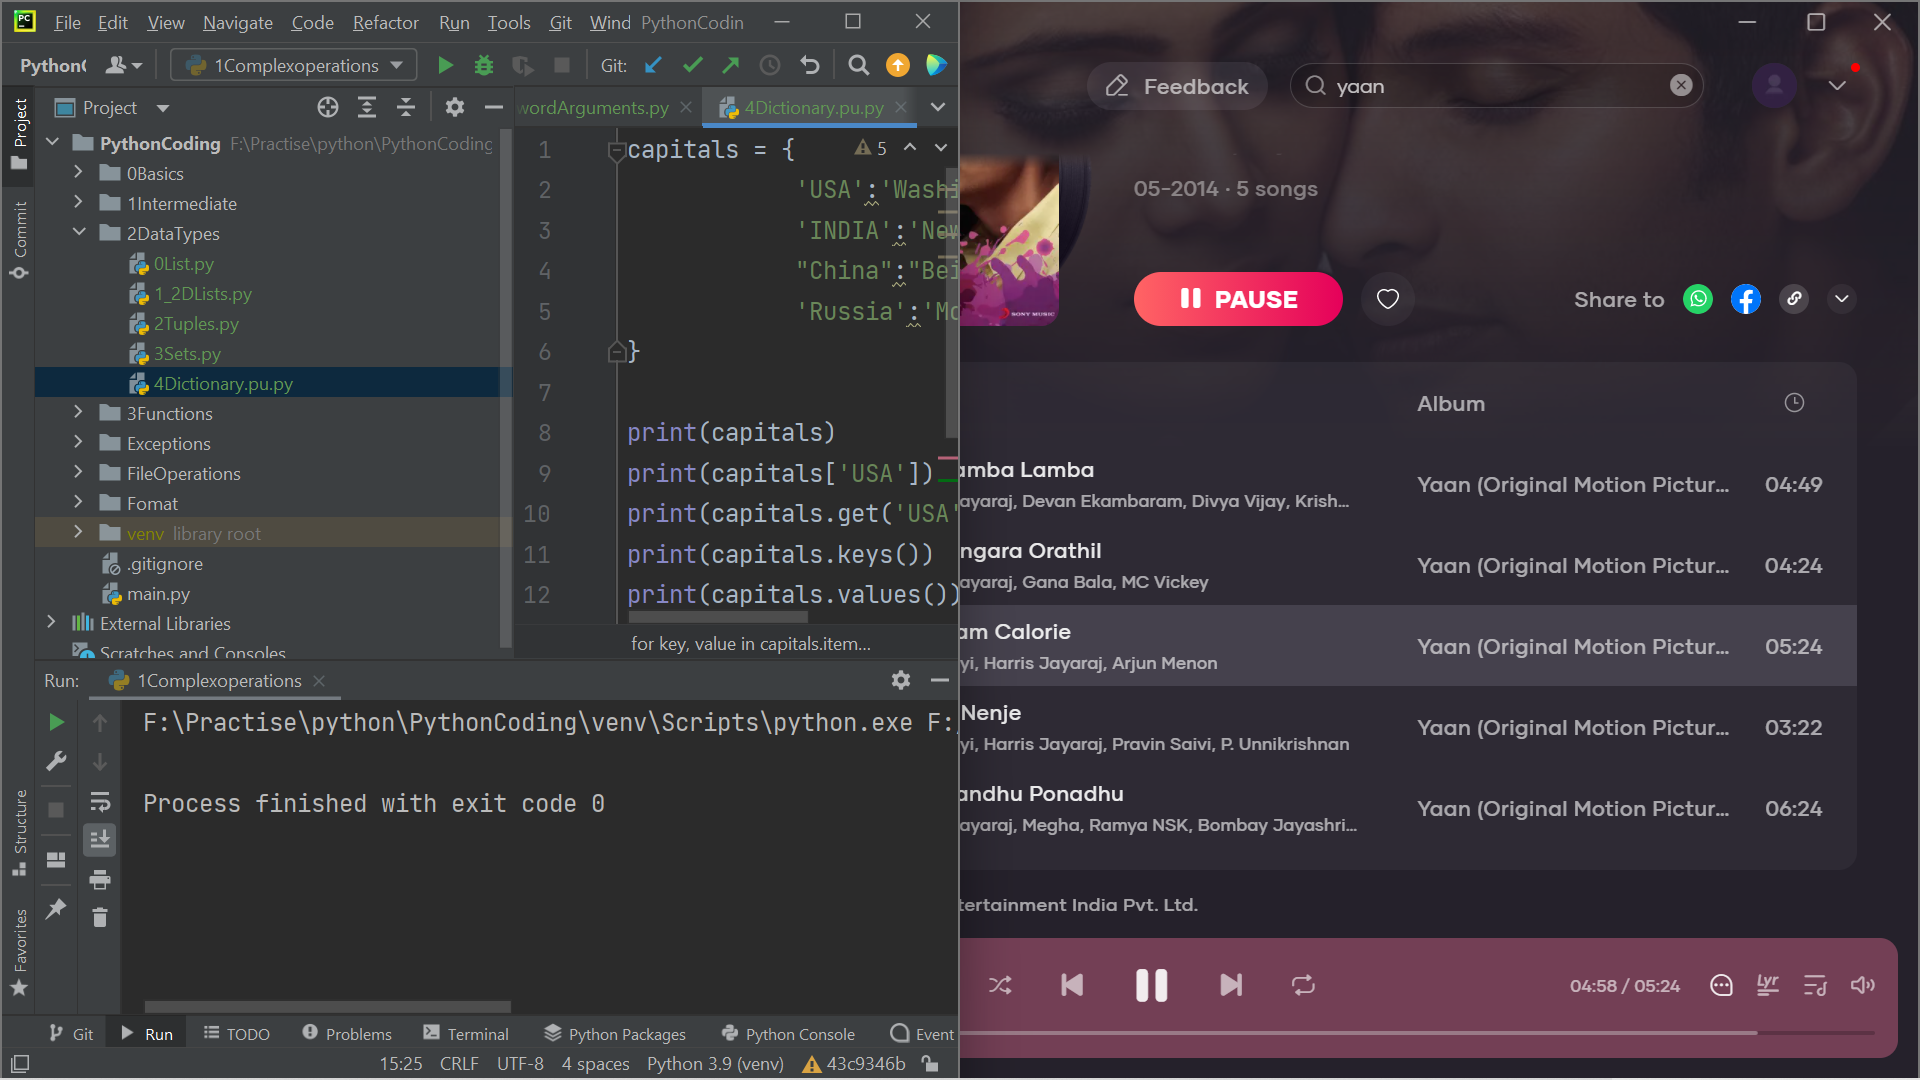 File Edit View Navigate Code Refactor Run Tools Git Wind PythonCodin
1Complexoperations Git:
Project
wordArguments.py 4Dictionary.pu.py
PythonCoding F:\Practise\python\PythonCoding
0Basics
1Intermediate
2DataTypes
0List.py
1_2DLists.py
2Tuples.py
3Sets.py
4Dictionary.pu.py
3Functions
Exceptions
FileOperations
Fomat
venv library root
.gitignore
main.py
External Libraries
Scratches and Consoles
Project
Commit
Structure
Favorites
5
1 capitals = {
2 'USA':'Washi
3 'INDIA':'New
4 "China":"Bei
5 'Russia':'Mo
6 }
7
8 print(capitals)
9 print(capitals['USA'])
10 print(capitals.get('USA'
11 print(capitals.keys())
12 print(capitals.values())
for key, value in capitals.item...
Run: 1Complexoperations
F:\Practise\python\PythonCoding\venv\Scripts\python.exe F:
Process finished with exit code 0
Git Run TODO Problems Terminal Python Packages Python Console Event
15:25 CRLF UTF-8 4 spaces Python 3.9 (venv) 43c9346b
Feedback yaan
05-2014 · 5 songs
SONY MUSIC
PAUSE Share to
Album
amba Lamba
ayaraj, Devan Ekambaram, Divya Vijay, Krish...
Yaan (Original Motion Pictur... 04:49
ngara Orathil
ayaraj, Gana Bala, MC Vickey
Yaan (Original Motion Pictur... 04:24
am Calorie
yi, Harris Jayaraj, Arjun Menon
Yaan (Original Motion Pictur... 05:24
Nenje
yi, Harris Jayaraj, Pravin Saivi, P. Unnikrishnan
Yaan (Original Motion Pictur... 03:22
andhu Ponadhu
ayaraj, Megha, Ramya NSK, Bombay Jayashri...
Yaan (Original Motion Pictur... 06:24
tertainment India Pvt. Ltd.
04:58 / 05:24 Lyr